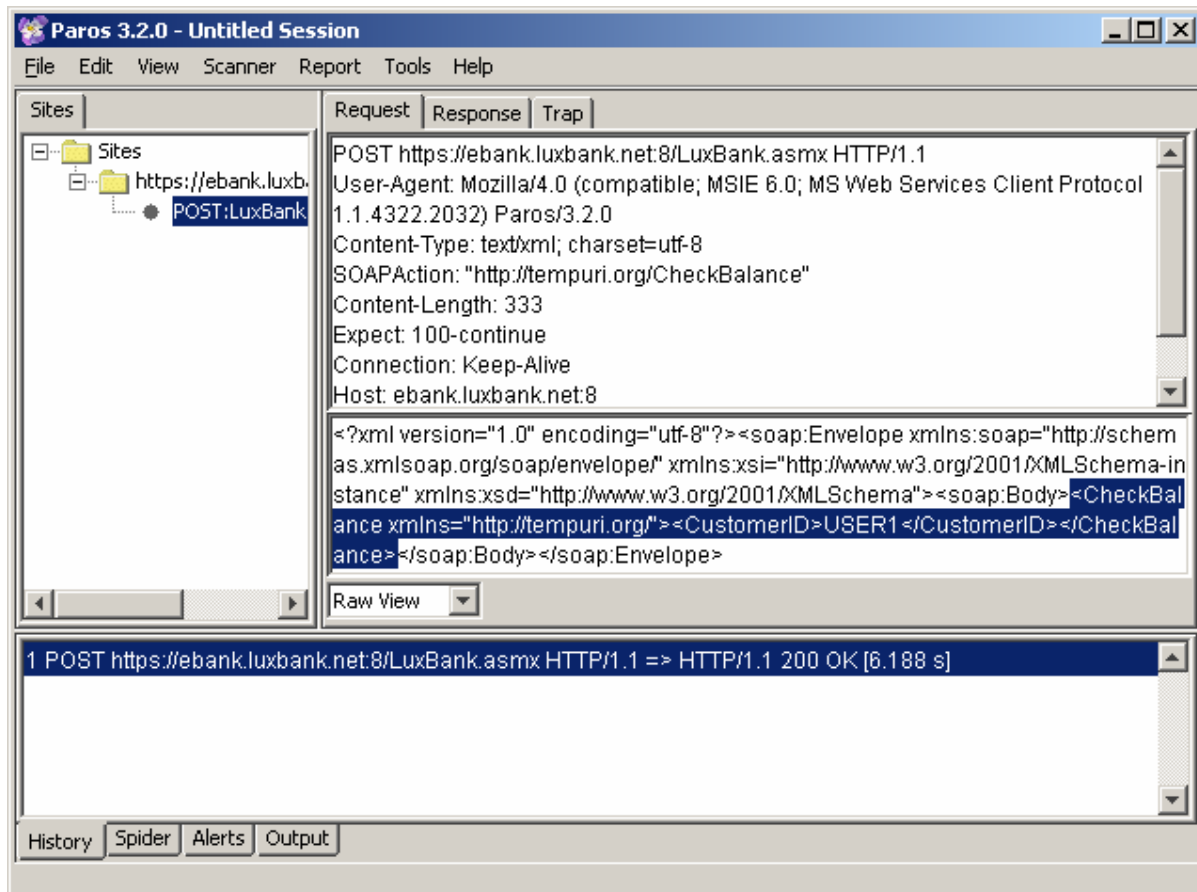 Paros 3.2.0 - Untitled Session
File Edit View Scanner Report Tools Help
Sites
Sites
https://ebank.luxb
POST:LuxBank
Request Response Trap
POST https://ebank.luxbank.net:8/LuxBank.asmx HTTP/1.1
User-Agent: Mozilla/4.0 (compatible; MSIE 6.0; MS Web Services Client Protocol
1.1.4322.2032) Paros/3.2.0
Content-Type: text/xml; charset=utf-8
SOAPAction: "http://tempuri.org/CheckBalance"
Content-Length: 333
Expect: 100-continue
Connection: Keep-Alive
Host: ebank.luxbank.net:8
<?xml version="1.0" encoding="utf-8"?><soap:Envelope xmlns:soap="http://schem
as.xmlsoap.org/soap/envelope/" xmlns:xsi="http://www.w3.org/2001/XMLSchema-in
stance" xmlns:xsd="http://www.w3.org/2001/XMLSchema"><soap:Body><CheckBal
ance xmlns="http://tempuri.org/"><CustomerID>USER1</CustomerID></CheckBal
ance></soap:Body></soap:Envelope>
Raw View
1 POST https://ebank.luxbank.net:8/LuxBank.asmx HTTP/1.1 => HTTP/1.1 200 OK [6.188 s]
History Spider Alerts Output